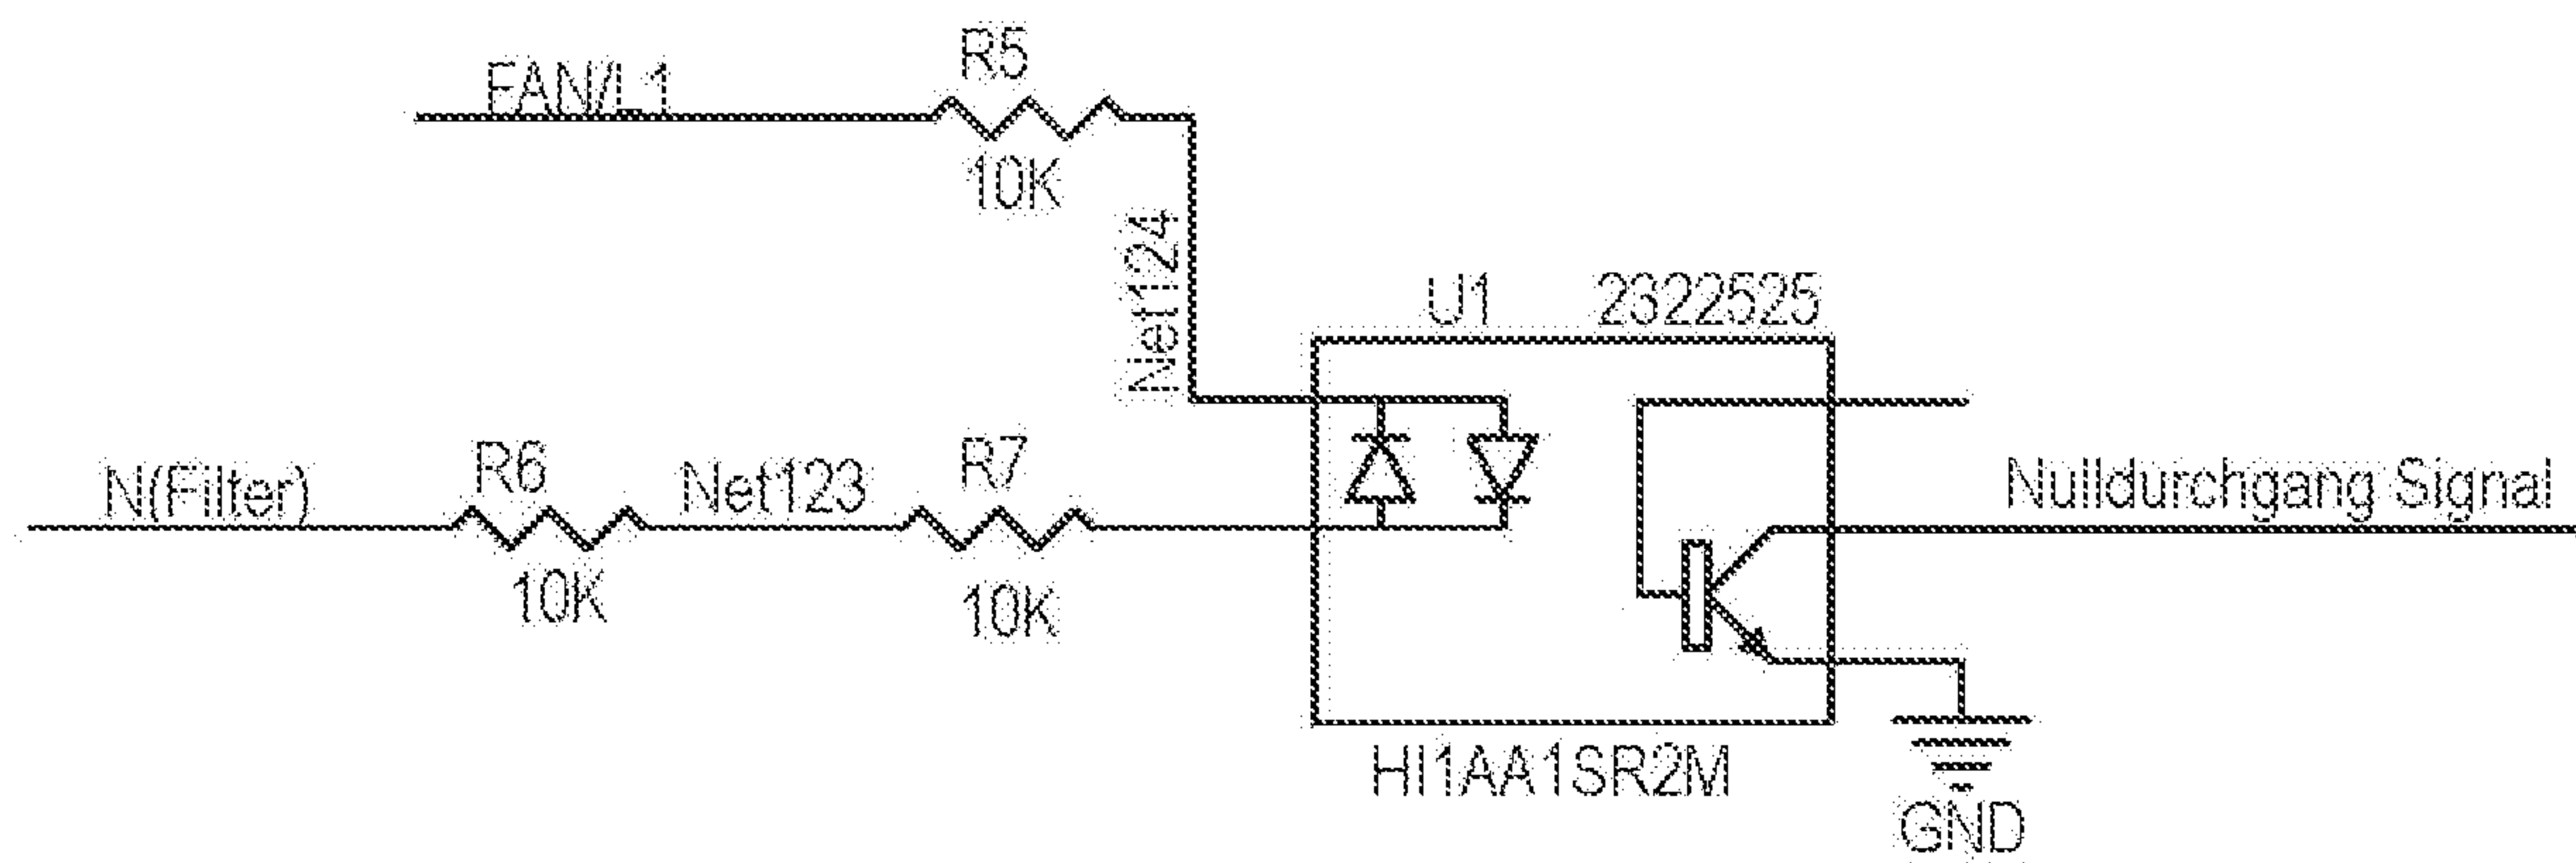 FAN/L1
R5
10K
Net124
U1 2322525
N(Filter)
R6
Net123
R7
10K
10K
Nulldurchgang Signal
HI1AA1SR2M
GND